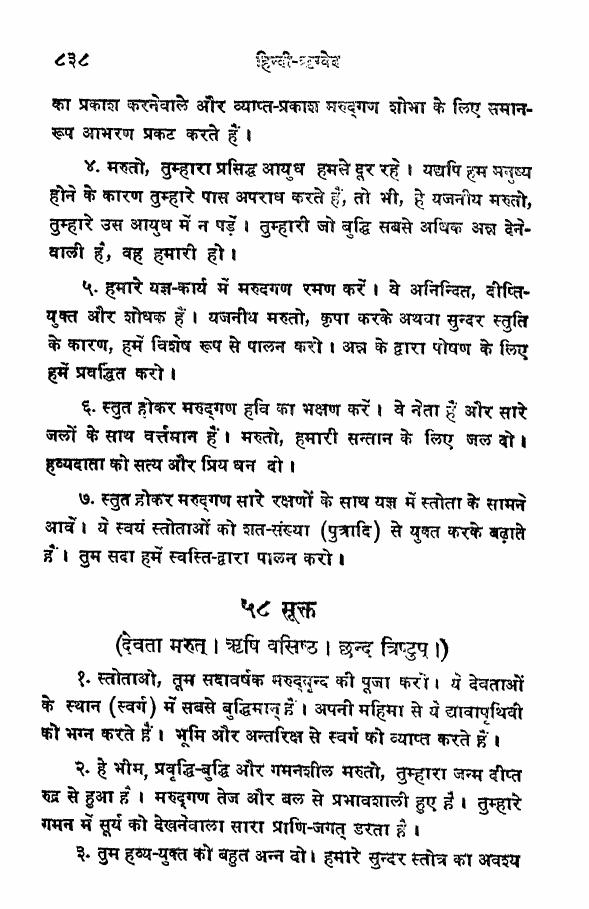 ८३८ हिन्दी-ऋग्वेद
का प्रकाश करनेवाले और व्याप्त-प्रकाश मरुद्गण शोभा के लिए समान-
रूप आभरण प्रकट करते हैं।
४. मरुतो, तुम्हारा प्रसिद्ध आयुध हमसे दूर रहे। यद्यपि हम मनुष्य
होने के कारण तुम्हारे पास अपराध करते हैं, तो भी, हे यजनीय मरुतो,
तुम्हारे उस आयुध में न पड़ें। तुम्हारी जो बुद्धि सबसे अधिक अन्न देने-
वाली है, वह हमारी हो।
५. हमारे यज्ञ-कार्य में मरुदगण रमण करें। वे अनिन्दित, दीप्ति-
युक्त और शोधक हैं। यजनीय मरुतो, कृपा करके अथवा सुन्दर स्तुति
के कारण, हमें विशेष रूप से पालन करो। अन्न के द्वारा पोषण के लिए
हमें प्रवर्द्धित करो।
६. स्तुत होकर मरुद्गण हवि का भक्षण करें। वे नेता हैं और सारे
जलों के साथ वर्त्तमान हैं। मरुतो, हमारी सन्तान के लिए जल दो।
हव्यदाता को सत्य और प्रिय धन दो।
७. स्तुत होकर मरुद्गण सारे रक्षणों के साथ यज्ञ में स्तोता के सामने
आवें। ये स्वयं स्तोताओं को शत-संख्या (पुत्रादि) से युक्त करके बढ़ाते
हैं। तुम सदा हमें स्वस्ति-द्वारा पालन करो।
५८ सूक्त
(देवता मरुत्। ऋषि वसिष्ठ। छन्द त्रिष्टुप्।)
१. स्तोताओ, तुम सदावर्षक मरुद्वृन्द की पूजा करो। ये देवताओं
के स्थान (स्वर्ग) में सबसे बुद्धिमान् हैं। अपनी महिमा से ये द्यावापृथिवी
को भग्न करते हैं। भूमि और अन्तरिक्ष से स्वर्ग को व्याप्त करते हैं।
२. हे भीम, प्रवृद्धि-बुद्धि और गमनशील मरुतो, तुम्हारा जन्म दीप्त
रुद्र से हुआ है। मरुद्गण तेज और बल से प्रभावशाली हुए हैं। तुम्हारे
गमन में सूर्य को देखनेवाला सारा प्राणि-जगत् डरता है।
३. तुम हव्य-युक्त को बहुत अन्न दो। हमारे सुन्दर स्तोत्र का अवश्य